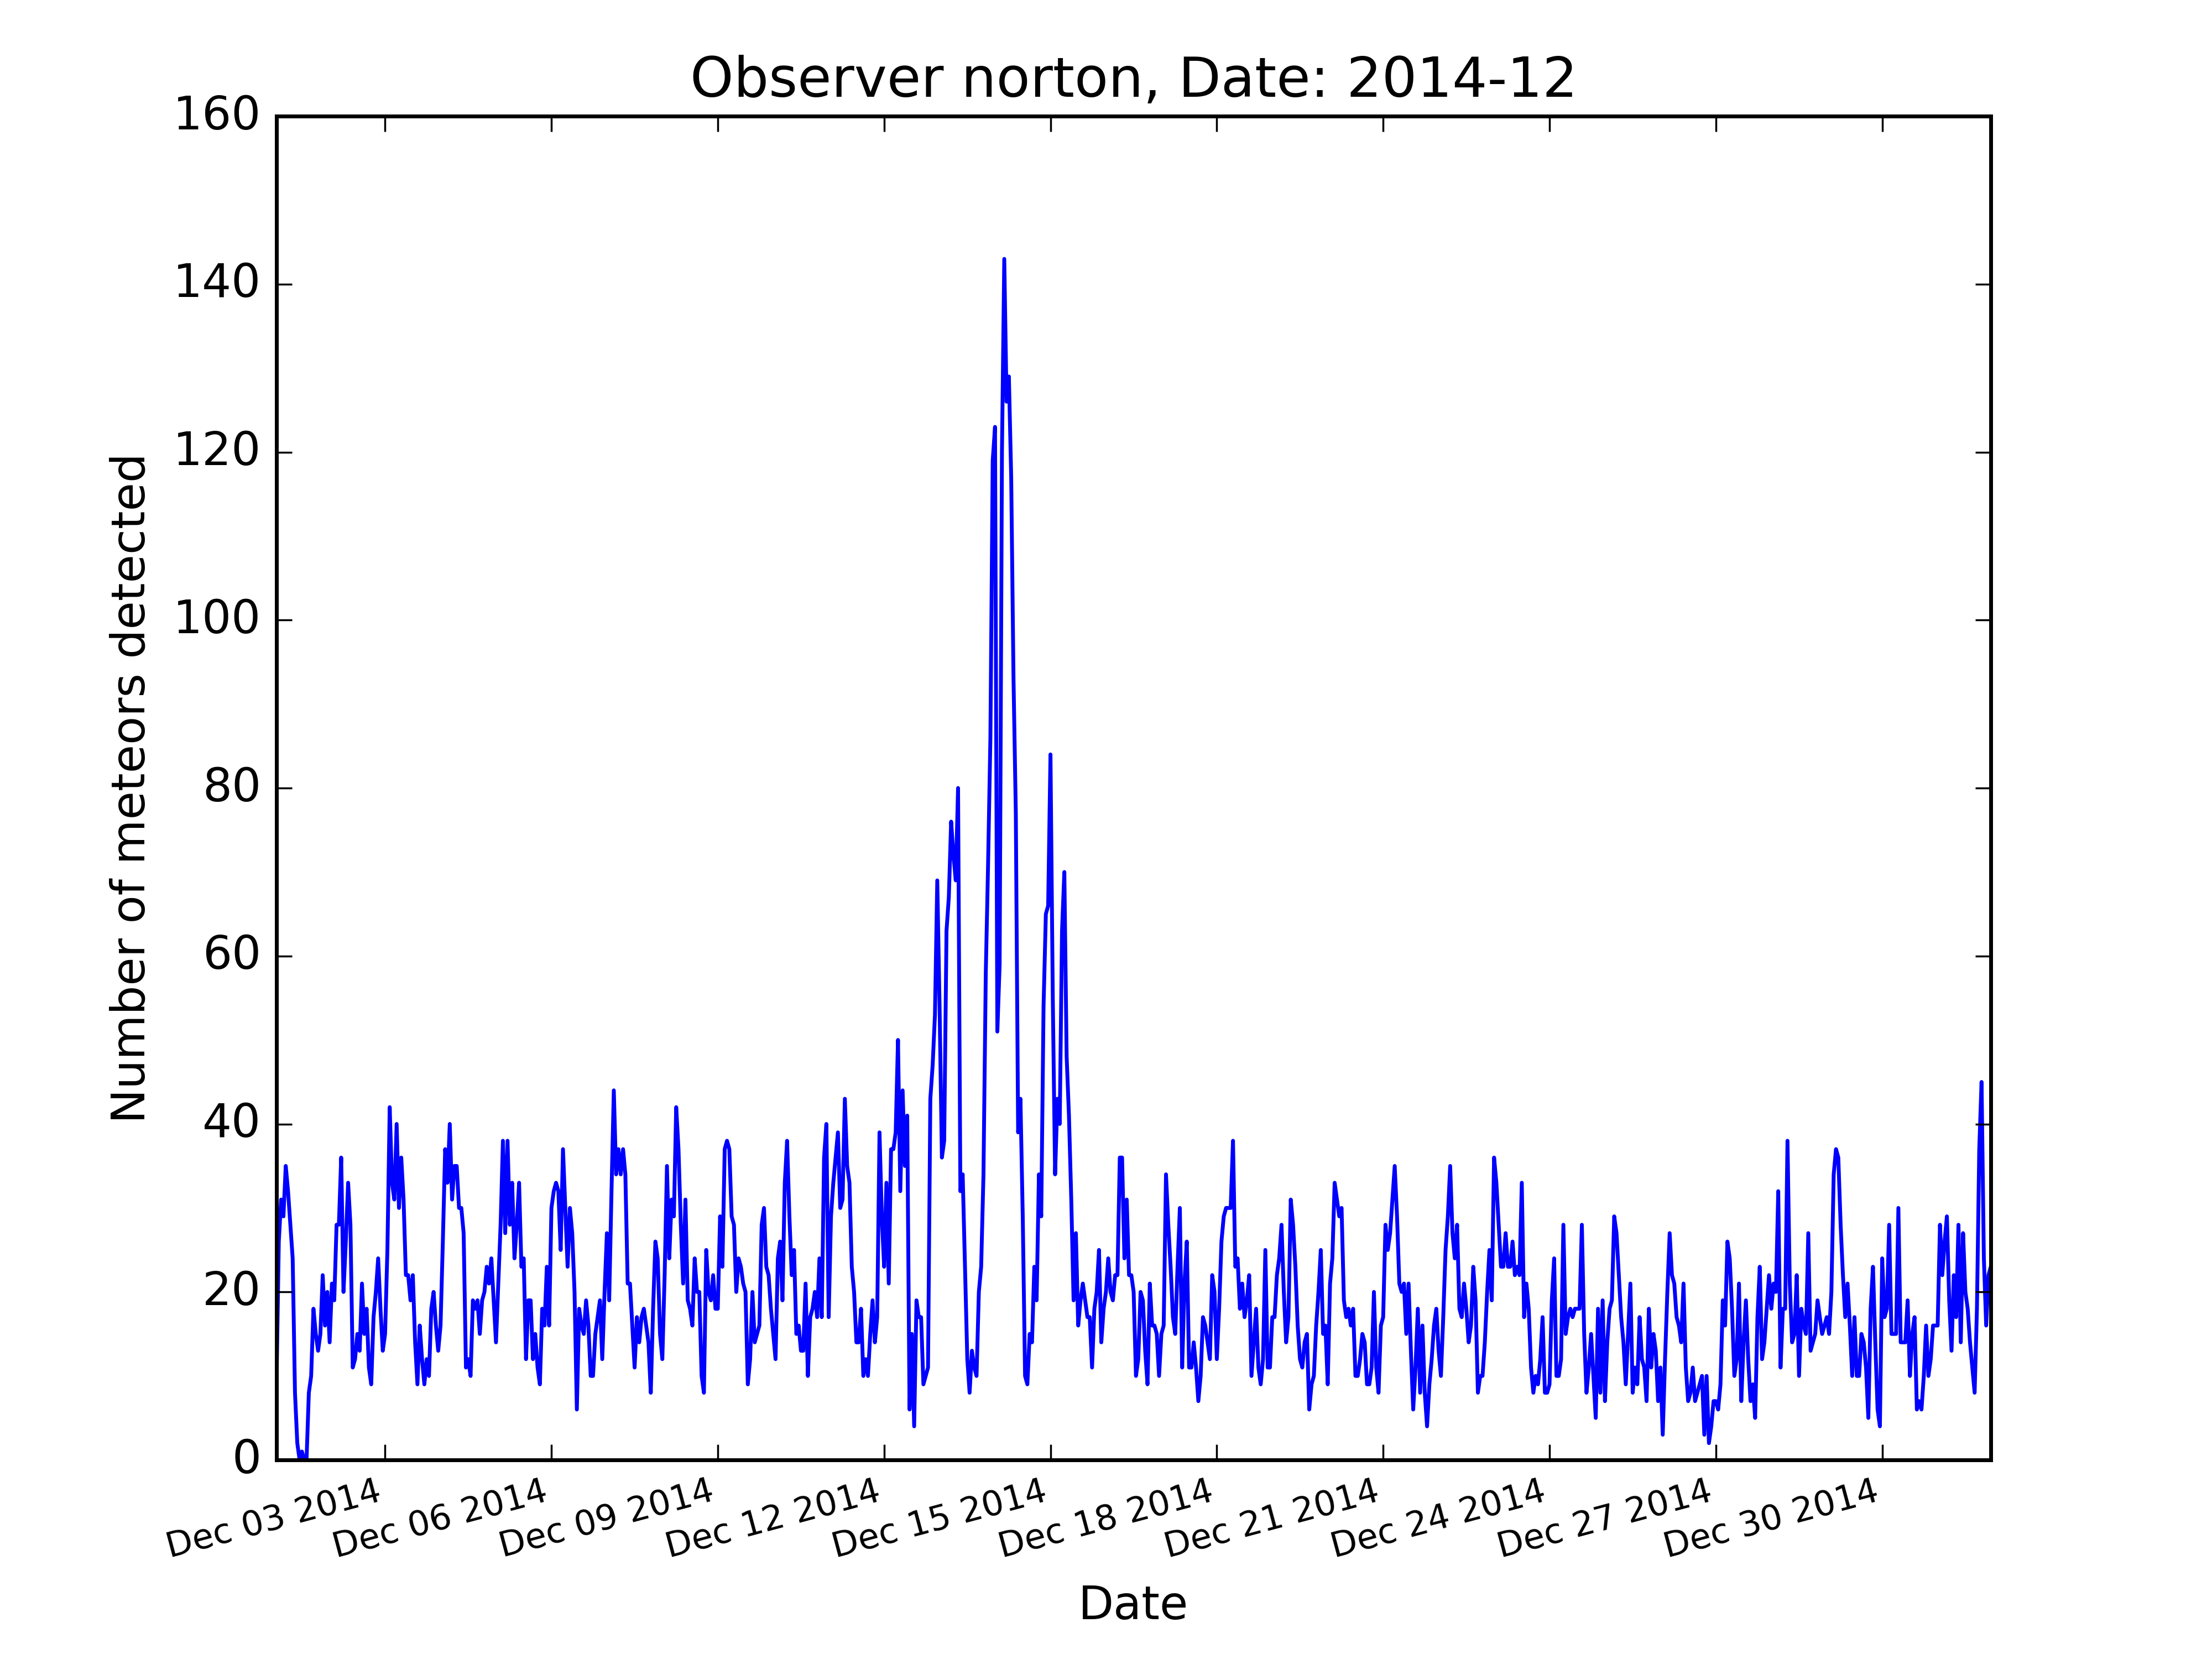 Observer norton, Date: 2014-12
160
140
120
100
80
60
40
20
0
Number of meteors detected
Dec 03 2014
Dec 06 2014
Dec 09 2014
Dec 12 2014
Dec 15 2014
Dec 18 2014
Dec 21 2014
Dec 24 2014
Dec 27 2014
Dec 30 2014
Date